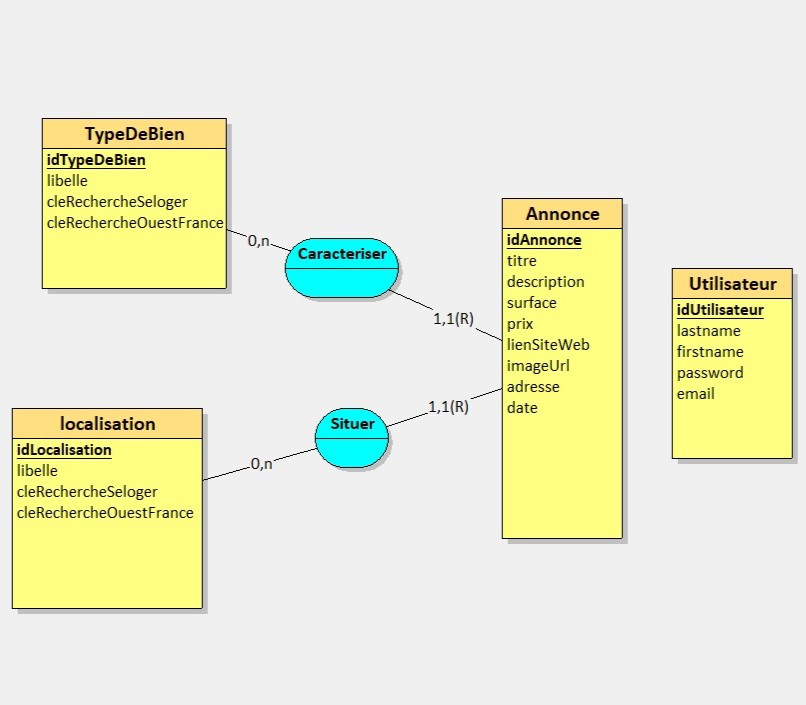 TypeDeBien
idTypeDeBien
libelle
cleRechercheSeloger
cleRechercheOuestFrance
0,n
Caracteriser
1,1(R)
localisation
idLocalisation
libelle
cleRechercheSeloger
cleRechercheOuestFrance
0,n
Situer
1,1(R)
Annonce
idAnnonce
titre
description
surface
prix
lienSiteWeb
imageUrl
adresse
date
Utilisateur
idUtilisateur
lastname
firstname
password
email